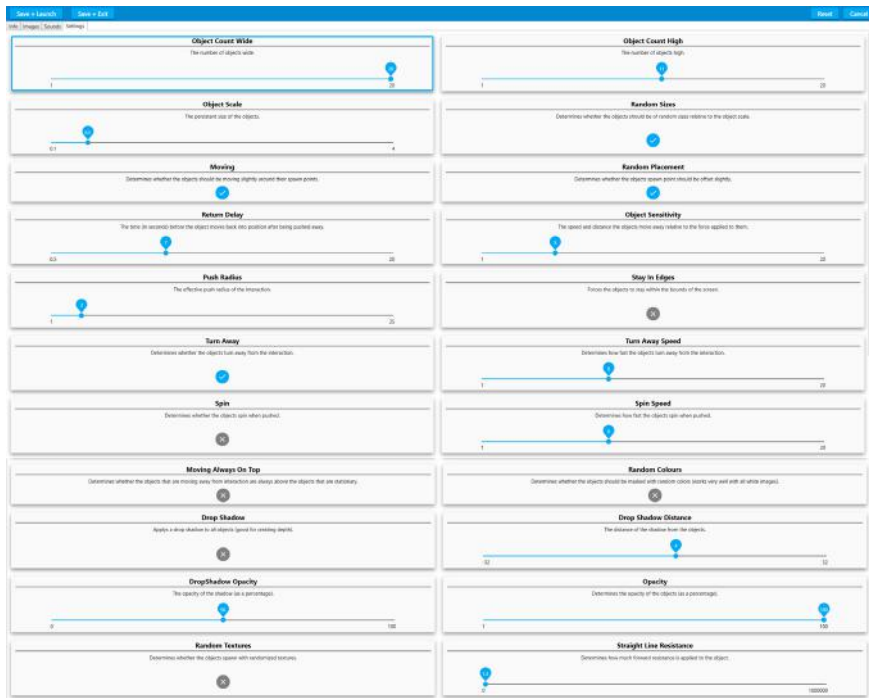 Save + Launch
Save + Exit
Reset
Cancel
Info
Images
Sounds
Settings
Object Count Wide
The number of objects wide.
20
1
20
Object Count High
The number of objects high.
1
20
Object Scale
The persistent size of the objects.
0.1
4
Random Sizes
Determines whether the objects should be of random sizes relative to the object scale.
Moving
Determines whether the objects should be moving slightly around their spawn points.
Random Placement
Determines whether the objects spawn point should be offset slightly.
Return Delay
The time (in seconds) before the object moves back into position after being pushed away.
0.5
20
Object Sensitivity
The speed and distance the objects move away relative to the force applied to them.
1
20
Push Radius
The effective push radius of the interaction.
1
25
Stay In Edges
Forces the objects to stay within the bounds of the screen.
Turn Away
Determines whether the objects turn away from the interaction.
Turn Away Speed
Determines how fast the objects turn away from the interaction.
1
20
Spin
Determines whether the objects spin when pushed.
Spin Speed
Determines how fast the objects spin when pushed.
1
20
Moving Always On Top
Determines whether the objects that are moving away from interaction are always above the objects that are stationary.
Random Colours
Determines whether the objects should be masked with random colors (works very well with all white images).
Drop Shadow
Applys a drop shadow to all objects (good for creating depth).
Drop Shadow Distance
The distance of the shadow from the objects.
-32
32
DropShadow Opacity
The opacity of the shadow (as a percentage).
0
100
Opacity
Determines the opacity of the objects (as a percentage).
100
1
100
Random Textures
Determines whether the objects spawn with randomized textures.
Straight Line Resistance
Determines how much forward resistance is applied to the object.
0
1000000